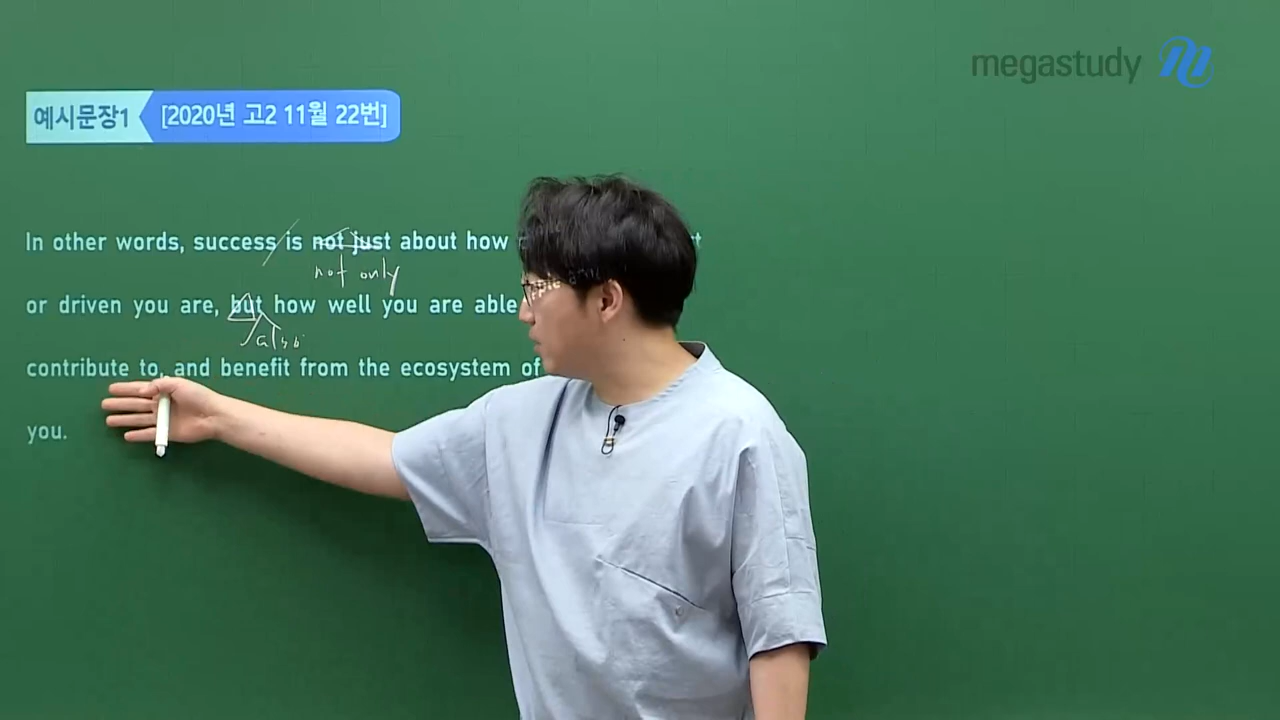 megastudy
예시문장1 [2020년 고2 11월 22번]
In other words, success is not just about how
not only
or driven you are, but how well you are able
also
contribute to, and benefit from the ecosystem of
you.